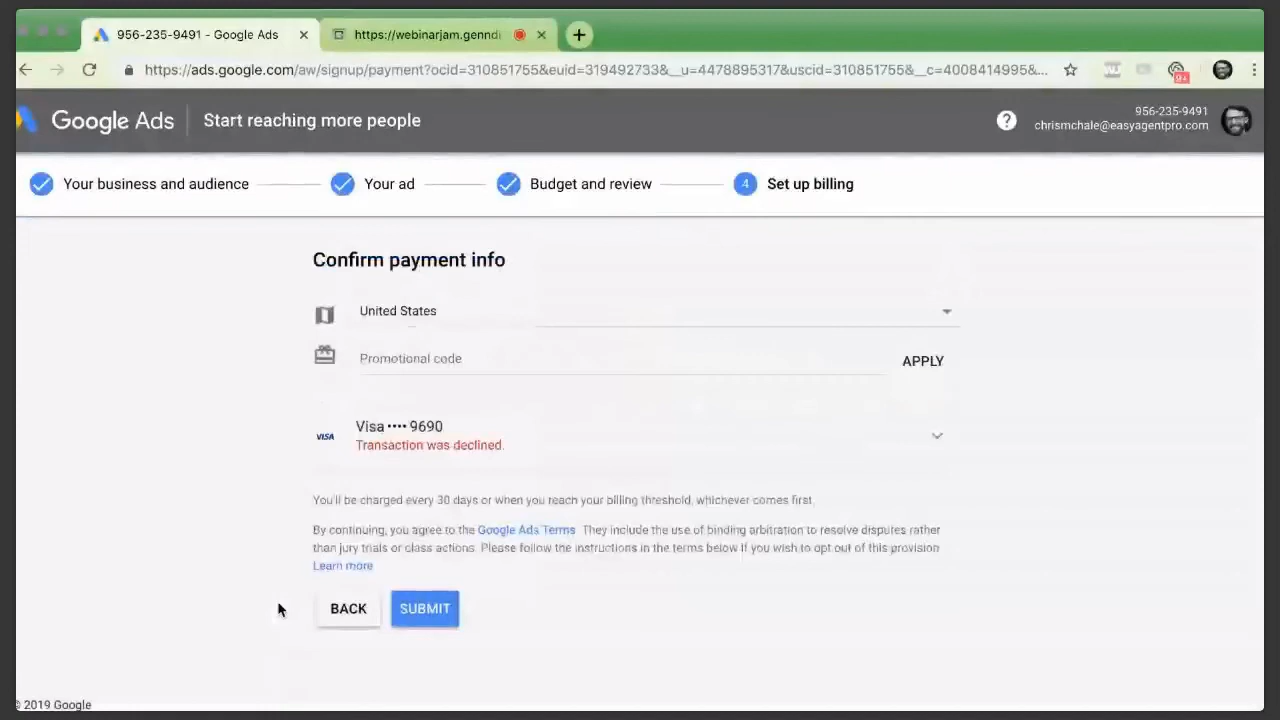 956-235-9491 - Google Ads
https://webinarjam.genndi
https://ads.google.com/aw/signup/payment?ocid=310851755&euid=319492733&__u=4478895317&uscid=310851755&__c=4008414995&...
9+
Google Ads
Start reaching more people
?
956-235-9491
chrismchale@easyagentpro.com
Your business and audience
Your ad
Budget and review
4 Set up billing
Confirm payment info
United States
Promotional code
APPLY
VISA
Visa •••• 9690
Transaction was declined.
You'll be charged every 30 days or when you reach your billing threshold, whichever comes first.
By continuing, you agree to the Google Ads Terms. They include the use of binding arbitration to resolve disputes rather
than jury trials or class actions. Please follow the instructions in the terms below if you wish to opt out of this provision
Learn more
BACK
SUBMIT
© 2019 Google